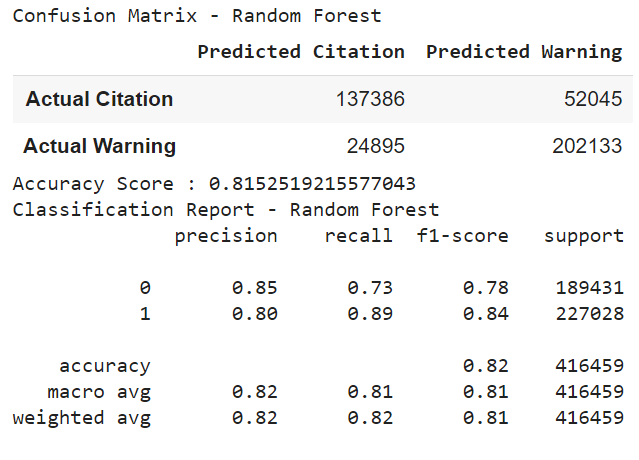 Confusion Matrix - Random Forest
Predicted Citation Predicted Warning
Actual Citation 137386 52045
Actual Warning 24895 202133
Accuracy Score : 0.8152519215577043
Classification Report - Random Forest
precision recall f1-score support
0 0.85 0.73 0.78 189431
1 0.80 0.89 0.84 227028
accuracy 0.82 416459
macro avg 0.82 0.81 0.81 416459
weighted avg 0.82 0.82 0.81 416459